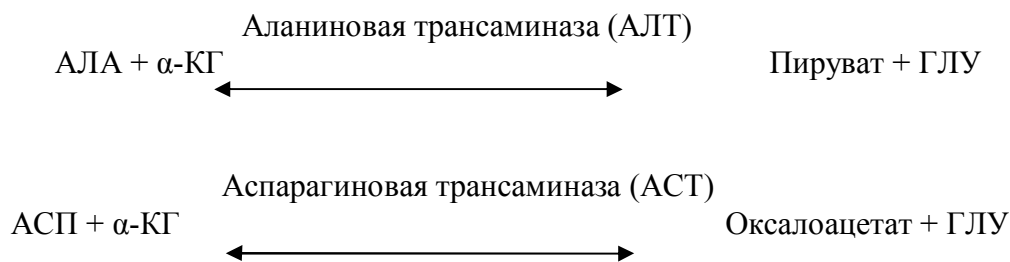 Аланиновая трансаминаза (АЛТ)
АЛА + α-КГ Пируват + ГЛУ
Аспарагиновая трансаминаза (АСТ)
АСП + α-КГ Оксалоацетат + ГЛУ